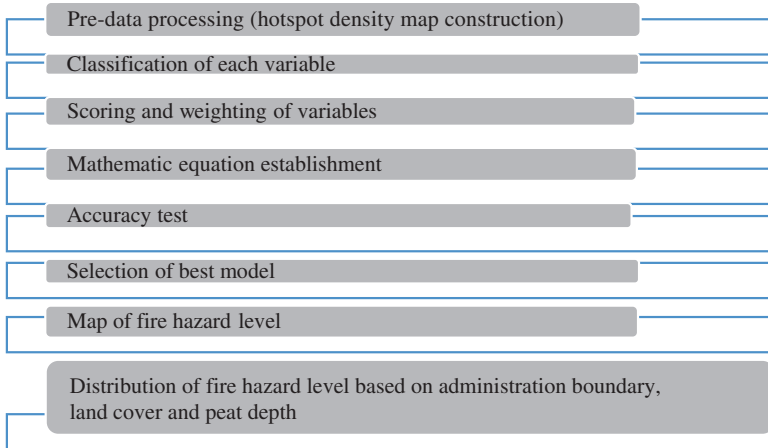 Pre-data processing (hotspot density map construction)
Classification of each variable
Scoring and weighting of variables
Mathematic equation establishment
Accuracy test
Selection of best model
Map of fire hazard level
Distribution of fire hazard level based on administration boundary,
land cover and peat depth